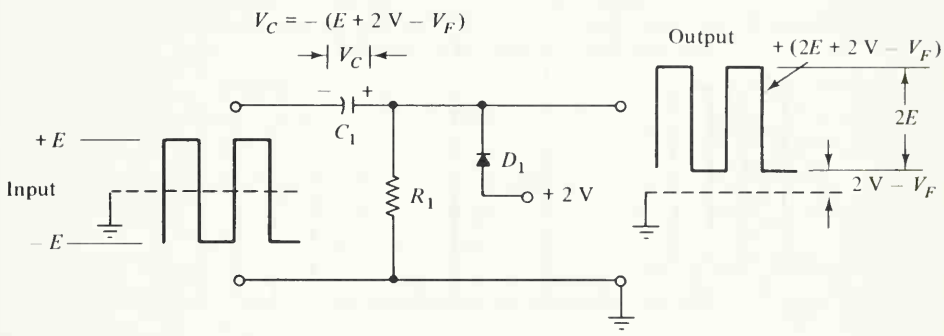 V_C = − (E + 2 V − V_F)
V_C
Output
+ (2E + 2 V − V_F)
− +
C_1
+ E
2E
D_1
Input
R_1
+ 2 V
2 V − V_F
− E